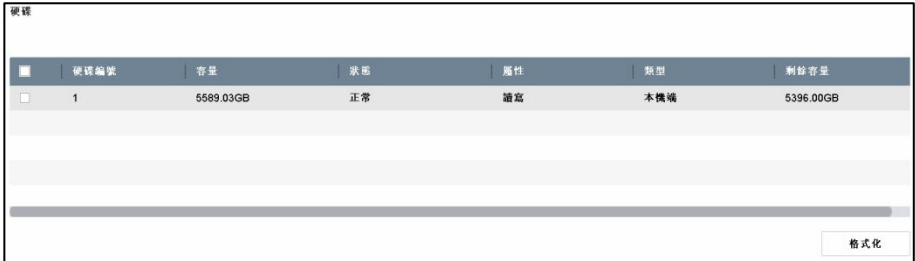 硬碟
硬碟編號 容量 狀態 屬性 類型 剩餘容量
1 5589.03GB 正常 讀寫 本機端 5396.00GB
格式化